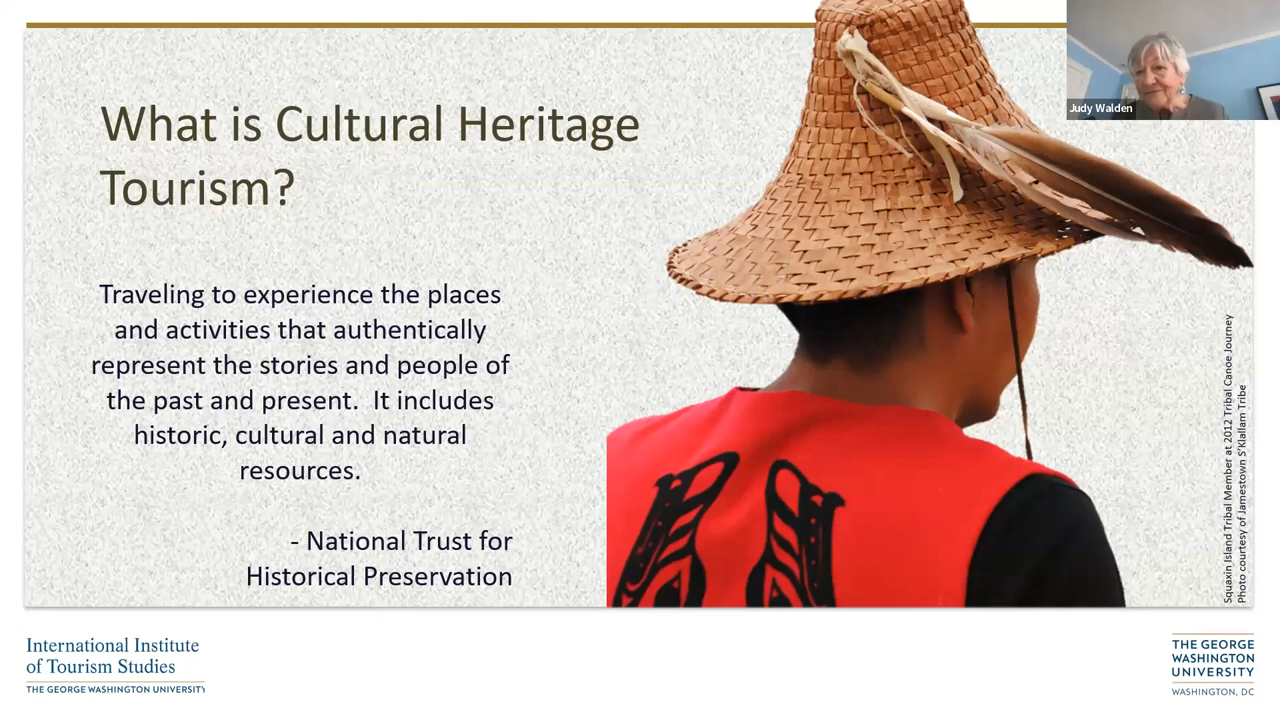 What is Cultural Heritage
Tourism?
Traveling to experience the places
and activities that authentically
represent the stories and people of
the past and present.  It includes
historic, cultural and natural
resources.
- National Trust for
Historical Preservation
Judy Walden
Squaxin Island Tribal Member at 2012 Tribal Canoe Journey
Photo courtesy of Jamestown S'Klallam Tribe
International Institute
of Tourism Studies
THE GEORGE WASHINGTON UNIVERSITY
THE GEORGE
WASHINGTON
UNIVERSITY
WASHINGTON, DC